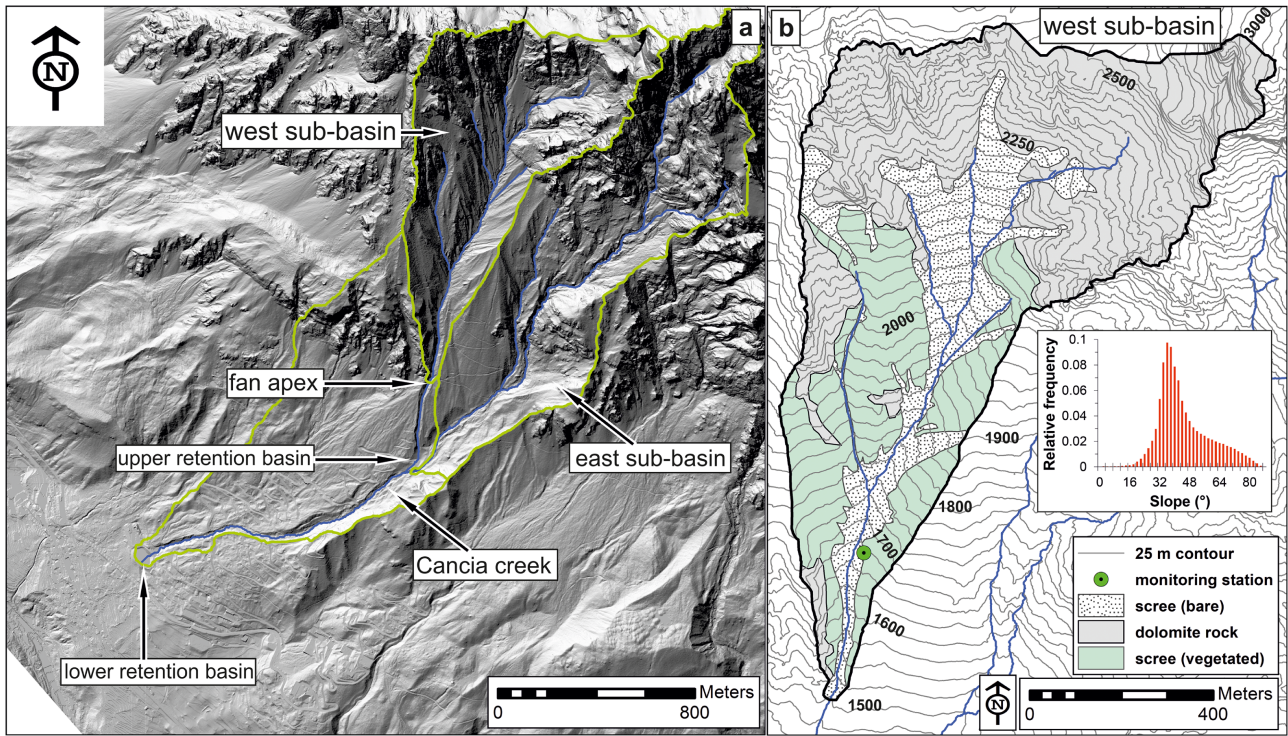 N
a
west sub-basin
fan apex
upper retention basin
east sub-basin
Cancia creek
lower retention basin
Meters
0 800
b
west sub-basin
3000
2500
2250
2000
1900
1800
1700
1600
1500
0.1
0.08
0.06
0.04
0.02
0
Relative frequency
0 16 32 48 64 80
Slope (°)
25 m contour
monitoring station
scree (bare)
dolomite rock
scree (vegetated)
N
Meters
0 400